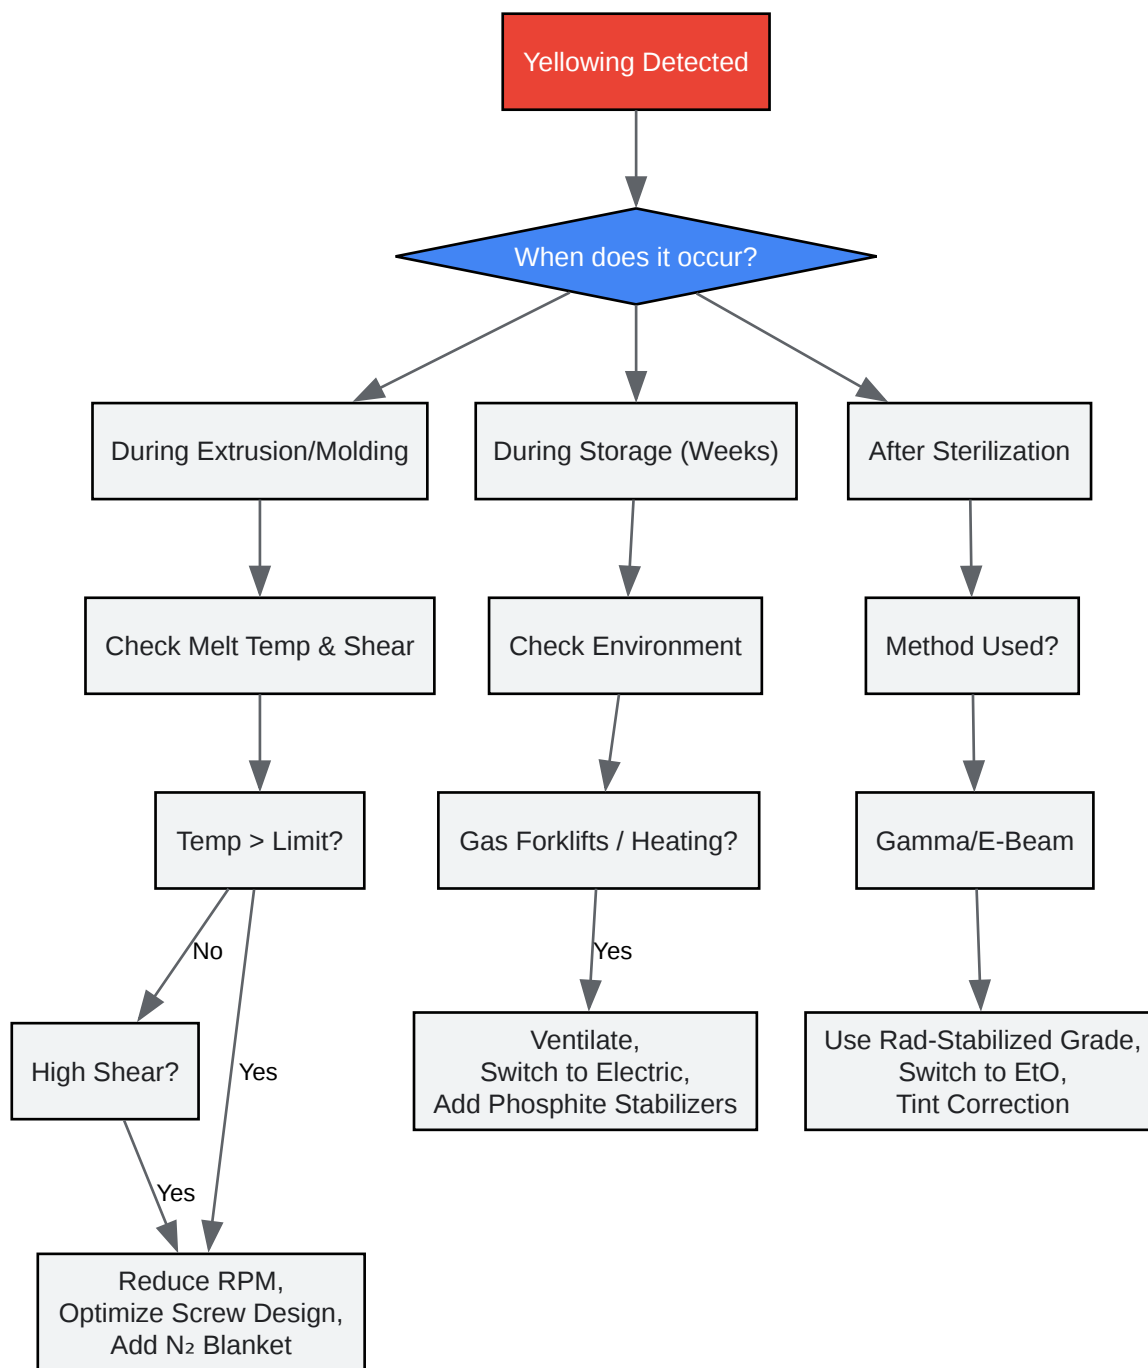 Yellowing Detected
When does it occur?
During Extrusion/Molding
During Storage (Weeks)
After Sterilization
Check Melt Temp & Shear
Check Environment
Method Used?
Temp > Limit?
Gas Forklifts / Heating?
Gamma/E-Beam
No
Yes
High Shear?
Yes
Ventilate,
Switch to Electric,
Add Phosphite Stabilizers
Use Rad-Stabilized Grade,
Switch to EtO,
Tint Correction
Yes
Reduce RPM,
Optimize Screw Design,
Add N₂ Blanket